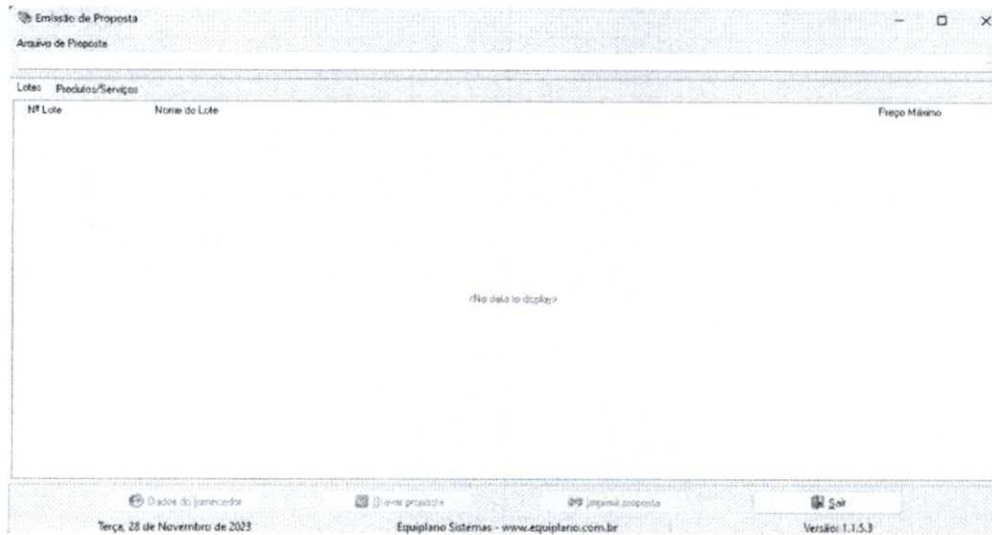 Emissão de Proposta
Arquivo de Proposta
Lotes Produtos/Serviços
Nº Lote Nome do Lote Preço Máximo
<No data to display>
Dados do fornecedor Gravar proposta Imprimir proposta Sair
Terça, 28 de Novembro de 2023 Equiplano Sistemas - www.equiplano.com.br Versão: 1.1.5.3